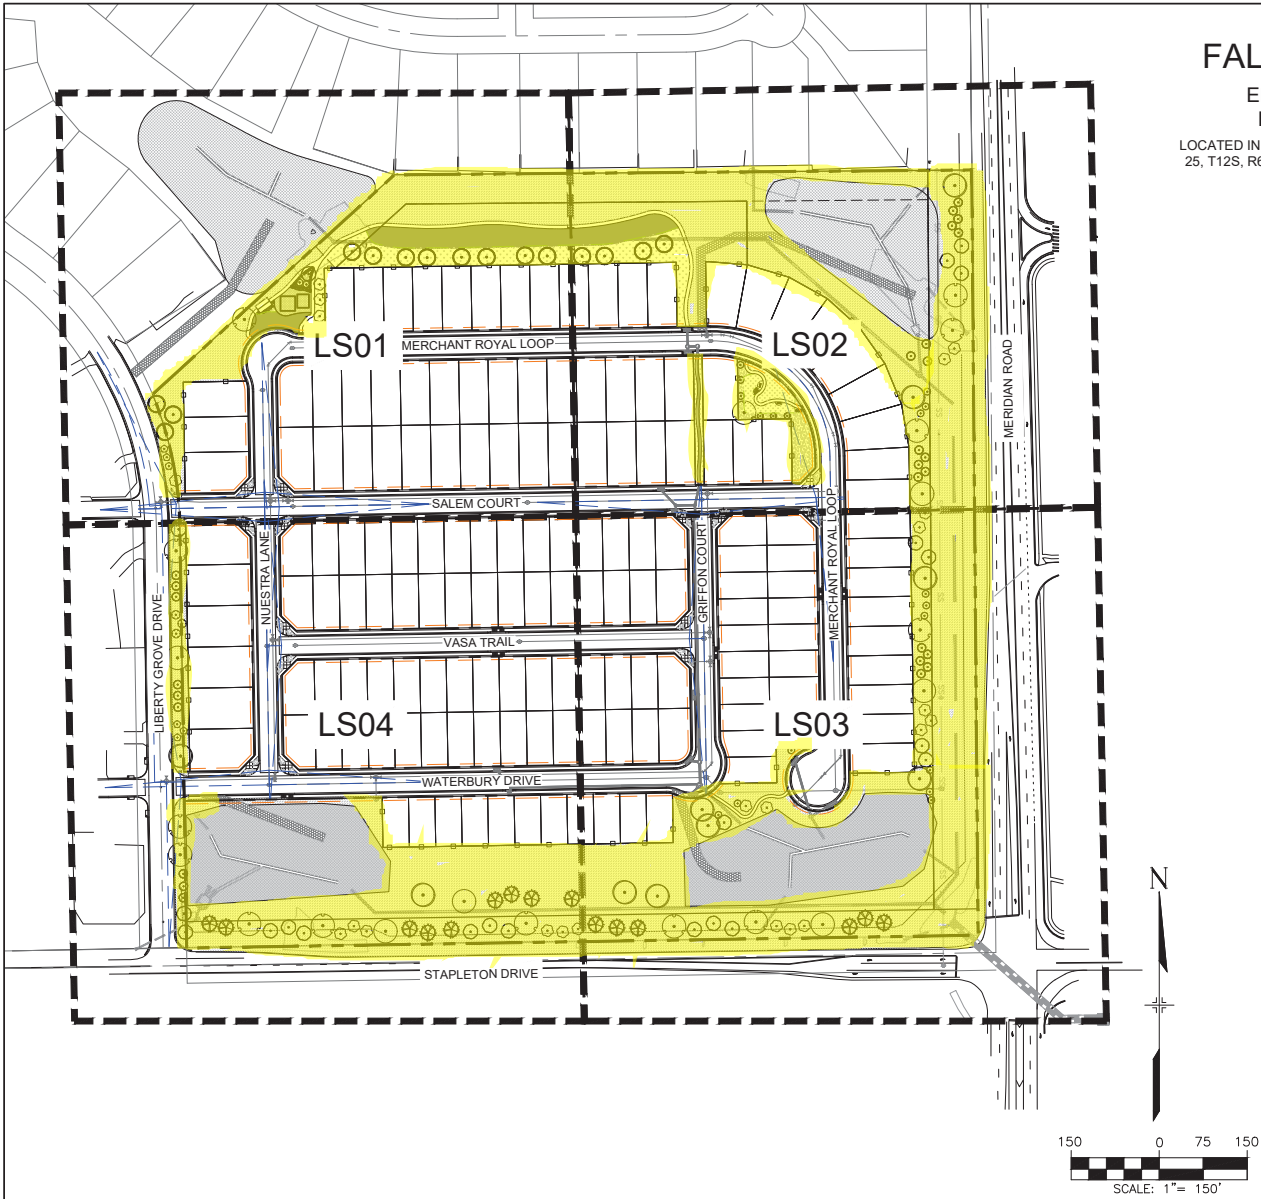 FAL
E
LOCATED IN
25, T12S, R6
LS01
MERCHANT ROYAL LOOP
LS02
MERIDIAN ROAD
SALEM COURT
MERCHANT ROYAL LOOP
NUESTRA LANE
GRIFFON COURT
LIBERTY GROVE DRIVE
VASA TRAIL
LS04
LS03
WATERBURY DRIVE
STAPLETON DRIVE
N
150 0 75 150
SCALE: 1"= 150'